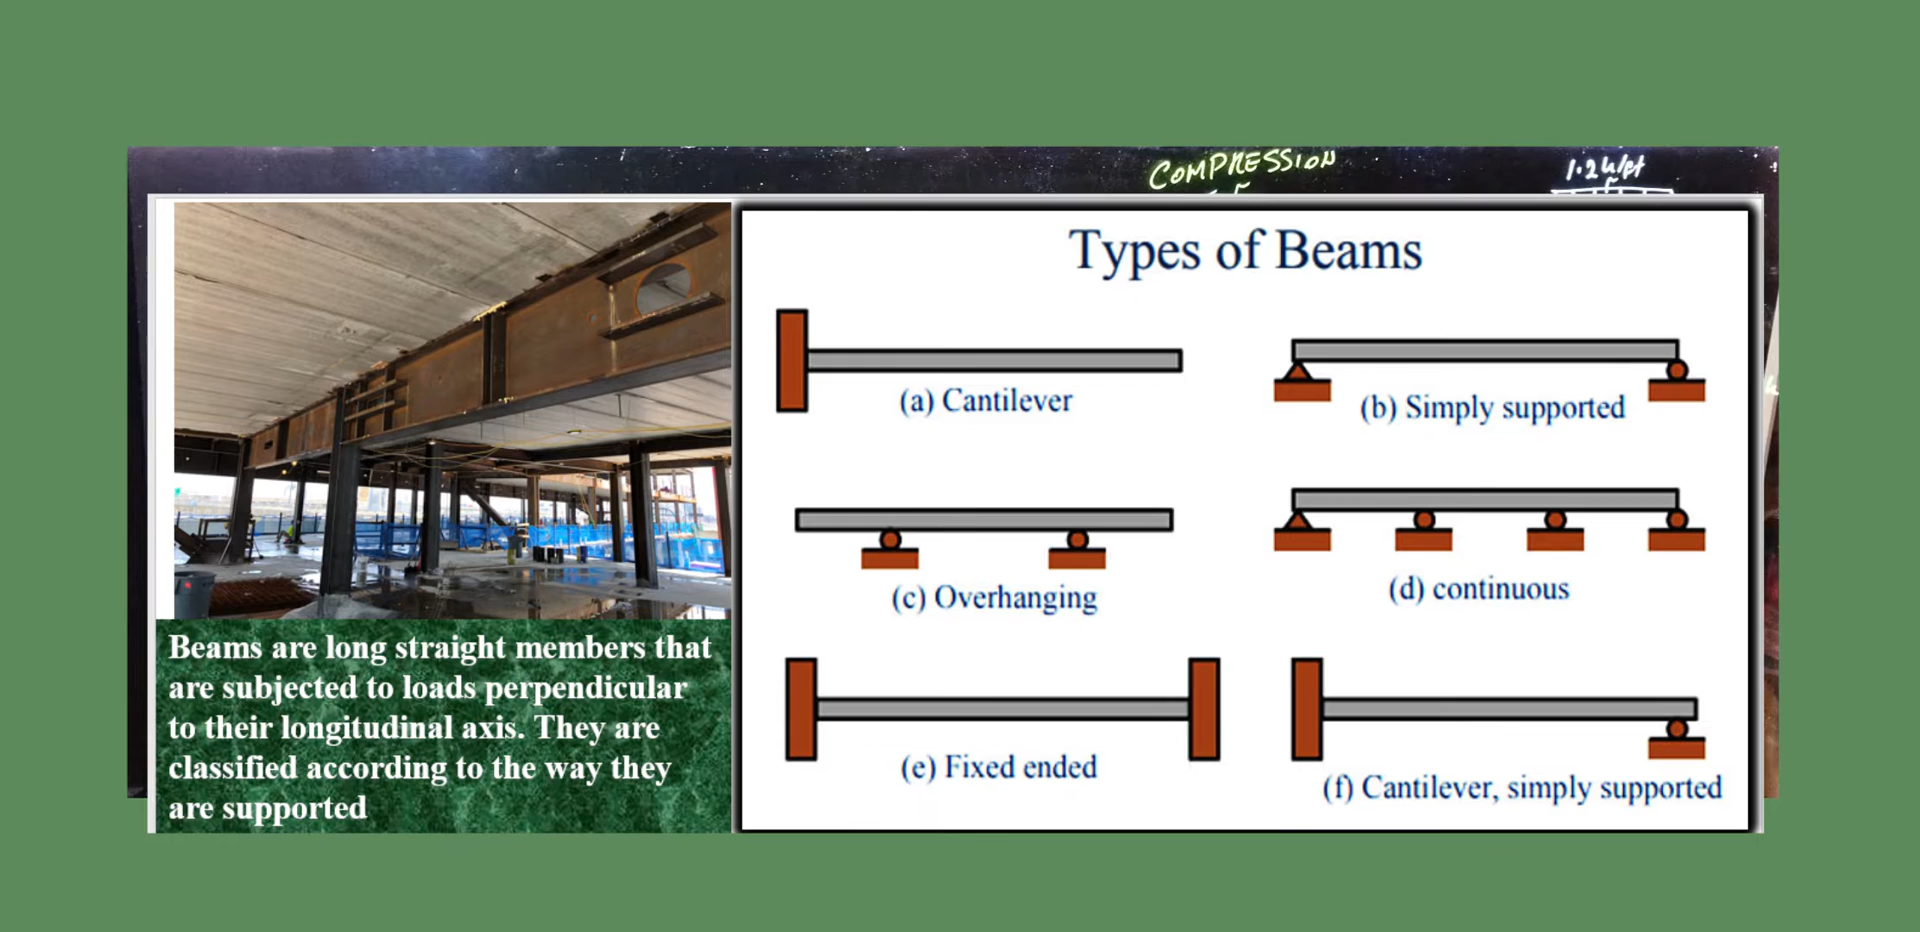 COMPRESSION
1.2 k/ft
Types of Beams
(a) Cantilever
(b) Simply supported
(c) Overhanging
(d) continuous
(e) Fixed ended
(f) Cantilever, simply supported
Beams are long straight members that
are subjected to loads perpendicular
to their longitudinal axis. They are
classified according to the way they
are supported